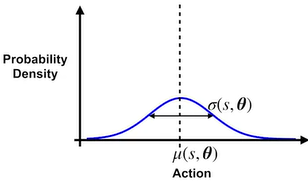 Probability
Density
σ(s, θ)
μ(s, θ)
Action